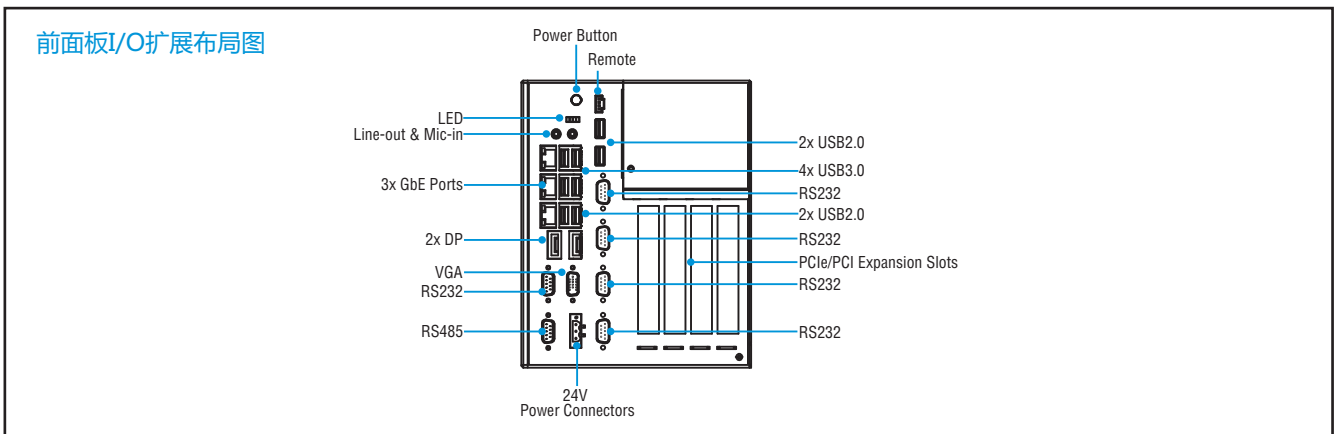 前面板I/O扩展布局图
Power Button
Remote
LED
Line-out & Mic-in
3x GbE Ports
2x DP
VGA
RS232
RS485
2x USB2.0
4x USB3.0
RS232
2x USB2.0
RS232
PCIe/PCI Expansion Slots
RS232
RS232
24V
Power Connectors